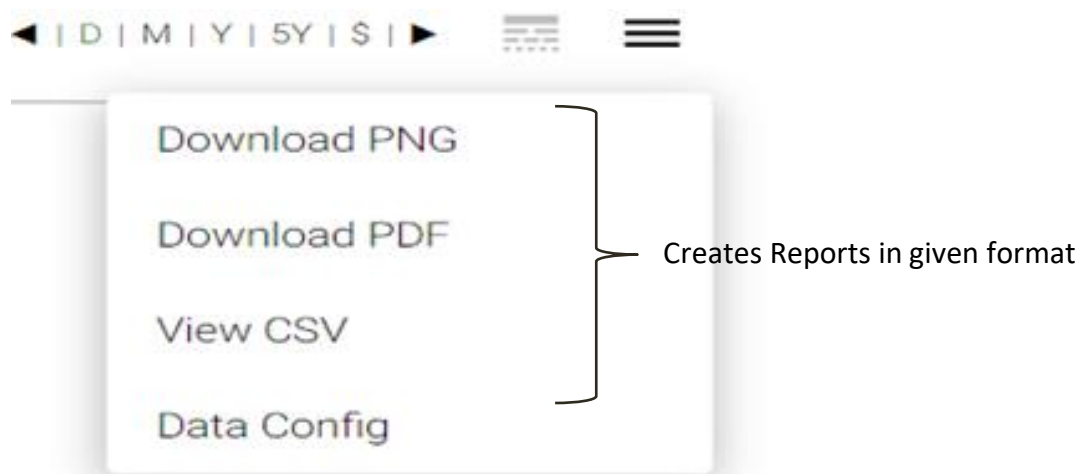 ◄ | D | M | Y | 5Y | $ | ►
Download PNG
Download PDF
Creates Reports in given format
View CSV
Data Config